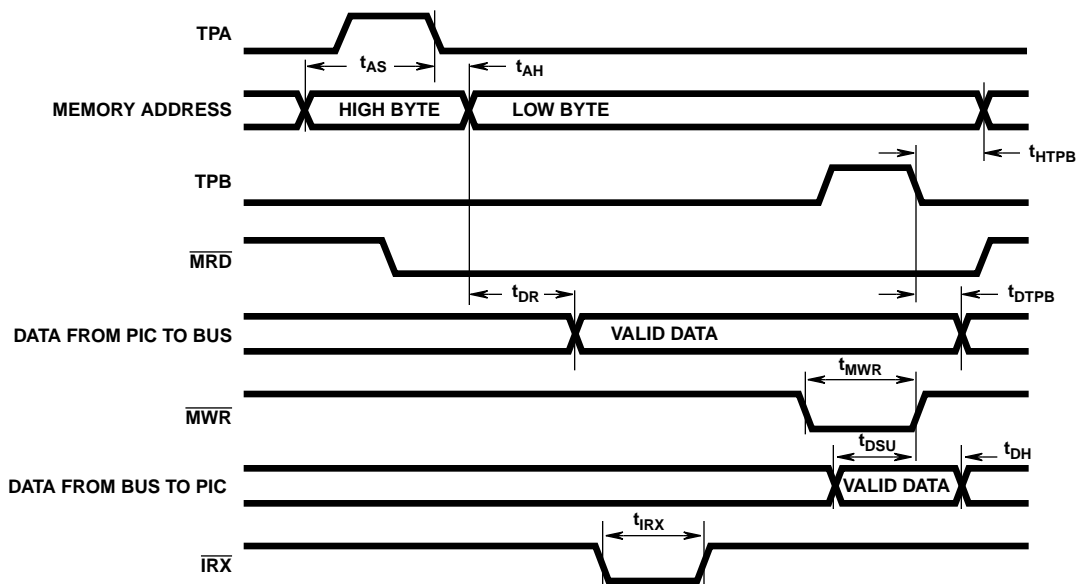 TPA
tAS
tAH
MEMORY ADDRESS
HIGH BYTE
LOW BYTE
tHTPB
TPB
MRD
tDR
tDTPB
DATA FROM PIC TO BUS
VALID DATA
tMWR
MWR
tDSU
tDH
DATA FROM BUS TO PIC
VALID DATA
tIRX
IRX